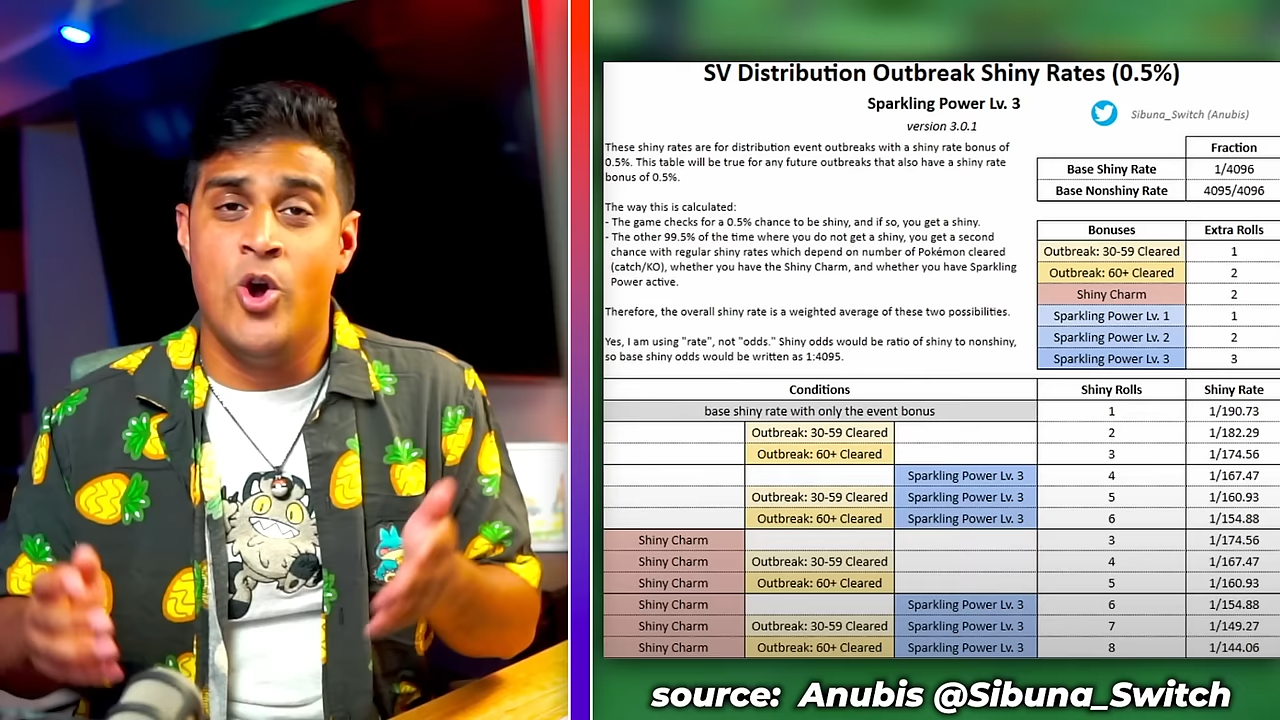 SV Distribution Outbreak Shiny Rates (0.5%)
Sparkling Power Lv. 3
version 3.0.1
Sibuna_Switch (Anubis)
These shiny rates are for distribution event outbreaks with a shiny rate bonus of
0.5%. This table will be true for any future outbreaks that also have a shiny rate
bonus of 0.5%.
The way this is calculated:
- The game checks for a 0.5% chance to be shiny, and if so, you get a shiny.
- The other 99.5% of the time where you do not get a shiny, you get a second
chance with regular shiny rates which depend on number of Pokémon cleared
(catch/KO), whether you have the Shiny Charm, and whether you have Sparkling
Power active.
Therefore, the overall shiny rate is a weighted average of these two possibilities.
Yes, I am using "rate", not "odds." Shiny odds would be ratio of shiny to nonshiny,
so base shiny odds would be written as 1:4095.
Fraction
Base Shiny Rate 1/4096
Base Nonshiny Rate 4095/4096
Bonuses Extra Rolls
Outbreak: 30-59 Cleared 1
Outbreak: 60+ Cleared 2
Shiny Charm 2
Sparkling Power Lv. 1 1
Sparkling Power Lv. 2 2
Sparkling Power Lv. 3 3
Conditions Shiny Rolls Shiny Rate
base shiny rate with only the event bonus 1 1/190.73
Outbreak: 30-59 Cleared 2 1/182.29
Outbreak: 60+ Cleared 3 1/174.56
Sparkling Power Lv. 3 4 1/167.47
Outbreak: 30-59 Cleared Sparkling Power Lv. 3 5 1/160.93
Outbreak: 60+ Cleared Sparkling Power Lv. 3 6 1/154.88
Shiny Charm 3 1/174.56
Shiny Charm Outbreak: 30-59 Cleared 4 1/167.47
Shiny Charm Outbreak: 60+ Cleared 5 1/160.93
Shiny Charm Sparkling Power Lv. 3 6 1/154.88
Shiny Charm Outbreak: 30-59 Cleared Sparkling Power Lv. 3 7 1/149.27
Shiny Charm Outbreak: 60+ Cleared Sparkling Power Lv. 3 8 1/144.06
source: Anubis @Sibuna_Switch